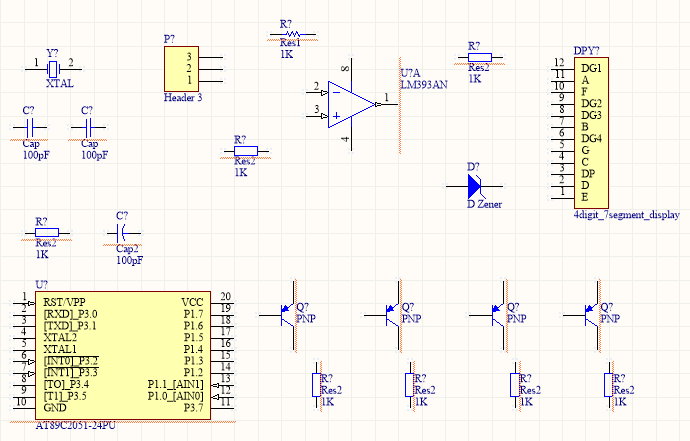 R?
Res1
1K
P?
3
2
1
Header 3
Y?
1 2
XTAL
U?A
LM393AN
8
2
3
1
4
R?
Res2
1K
DPY?
12 DG1
11 A
10 F
9 DG2
8 DG3
7 B
6 DG4
5 G
4 C
3 DP
2 D
1 E
4digit_7segment_display
C?
Cap
100pF
C?
Cap
100pF
R?
Res2
1K
D?
D Zener
R?
Res2
1K
C?
Cap2
100pF
U?
1 RST/VPP VCC 20
2 [RXD]_P3.0 P1.7 19
3 [TXD]_P3.1 P1.6 18
4 XTAL2 P1.5 17
5 XTAL1 P1.4 16
6 [INT0]_P3.2 P1.3 15
7 [INT1]_P3.3 P1.2 14
8 [TO]_P3.4 P1.1_[AIN1] 13
9 [T1]_P3.5 P1.0_[AIN0] 12
10 GND P3.7 11
AT89C2051-24PU
Q?
PNP
Q?
PNP
Q?
PNP
Q?
PNP
R?
Res2
1K
R?
Res2
1K
R?
Res2
1K
R?
Res2
1K